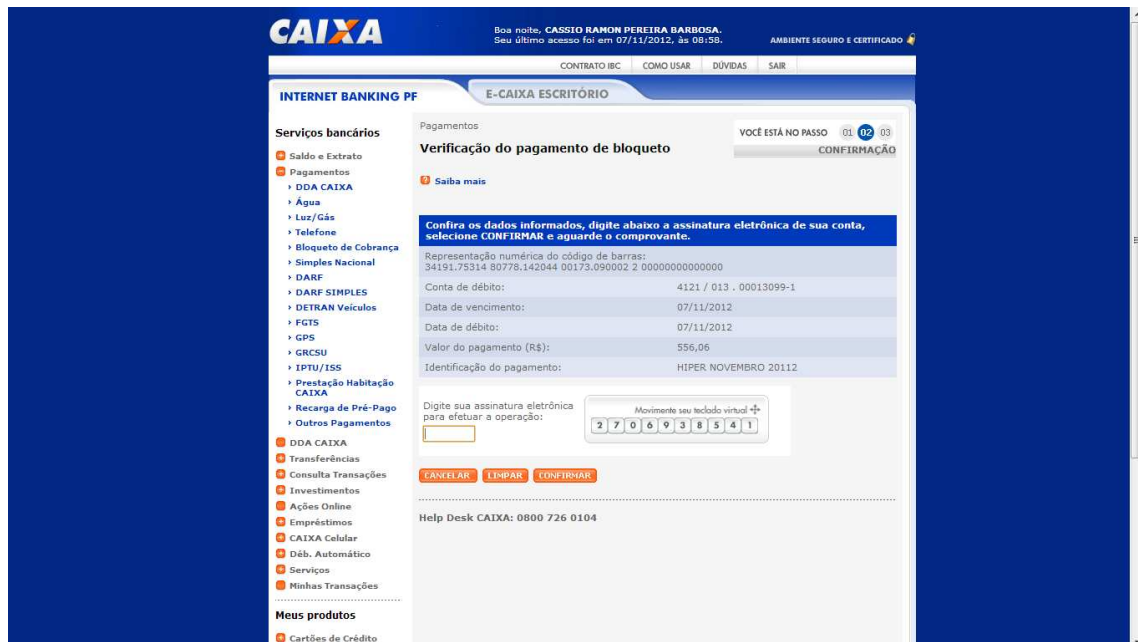 CAIXA
Boa noite, CASSIO RAMON PEREIRA BARBOSA.
Seu último acesso foi em 07/11/2012, às 08:58.
AMBIENTE SEGURO E CERTIFICADO
CONTRATO IBC COMO USAR DÚVIDAS SAIR
INTERNET BANKING PF
E-CAIXA ESCRITÓRIO
Serviços bancários
Saldo e Extrato
Pagamentos
DDA CAIXA
Água
Luz/Gás
Telefone
Bloqueto de Cobrança
Simples Nacional
DARF
DARF SIMPLES
DETRAN Veículos
FGTS
GPS
GRCSU
IPTU/ISS
Prestação Habitação
CAIXA
Recarga de Pré-Pago
Outros Pagamentos
DDA CAIXA
Transferências
Consulta Transações
Investimentos
Ações Online
Empréstimos
CAIXA Celular
Déb. Automático
Serviços
Minhas Transações
Meus produtos
Cartões de Crédito
Pagamentos
Verificação do pagamento de bloqueto
VOCÊ ESTÁ NO PASSO 01 02 03
CONFIRMAÇÃO
? Saiba mais
Confira os dados informados, digite abaixo a assinatura eletrônica de sua conta,
selecione CONFIRMAR e aguarde o comprovante.
Representação numérica do código de barras:
34191.75314 80778.142044 00173.090002 2 00000000000000
Conta de débito: 4121 / 013 . 00013099-1
Data de vencimento: 07/11/2012
Data de débito: 07/11/2012
Valor do pagamento (R$): 556,06
Identificação do pagamento: HIPER NOVEMBRO 20112
Digite sua assinatura eletrônica
para efetuar a operação:
Movimente seu teclado virtual
2 7 0 6 9 3 8 5 4 1
CANCELAR LIMPAR CONFIRMAR
Help Desk CAIXA: 0800 726 0104